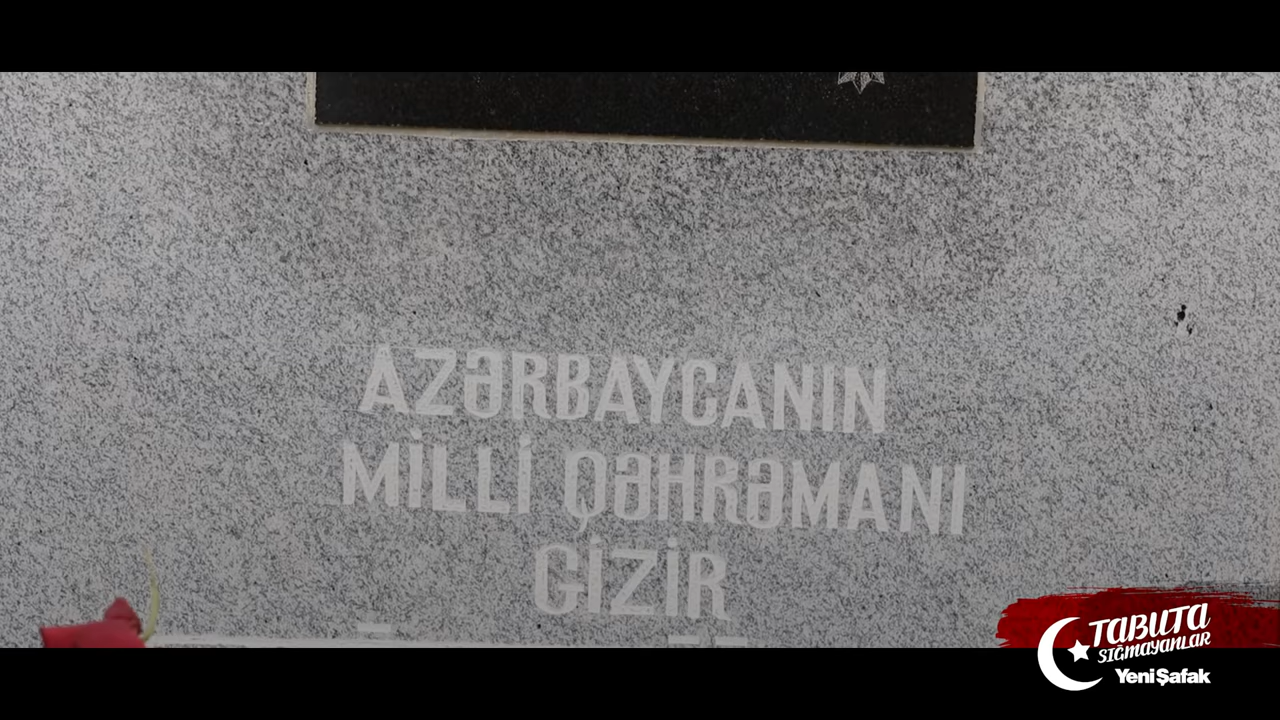 AZƏRBAYCANIN
MİLLİ QƏHRƏMANI
GİZİR
TABUTA
SIĞMAYANLAR
YeniŞafak